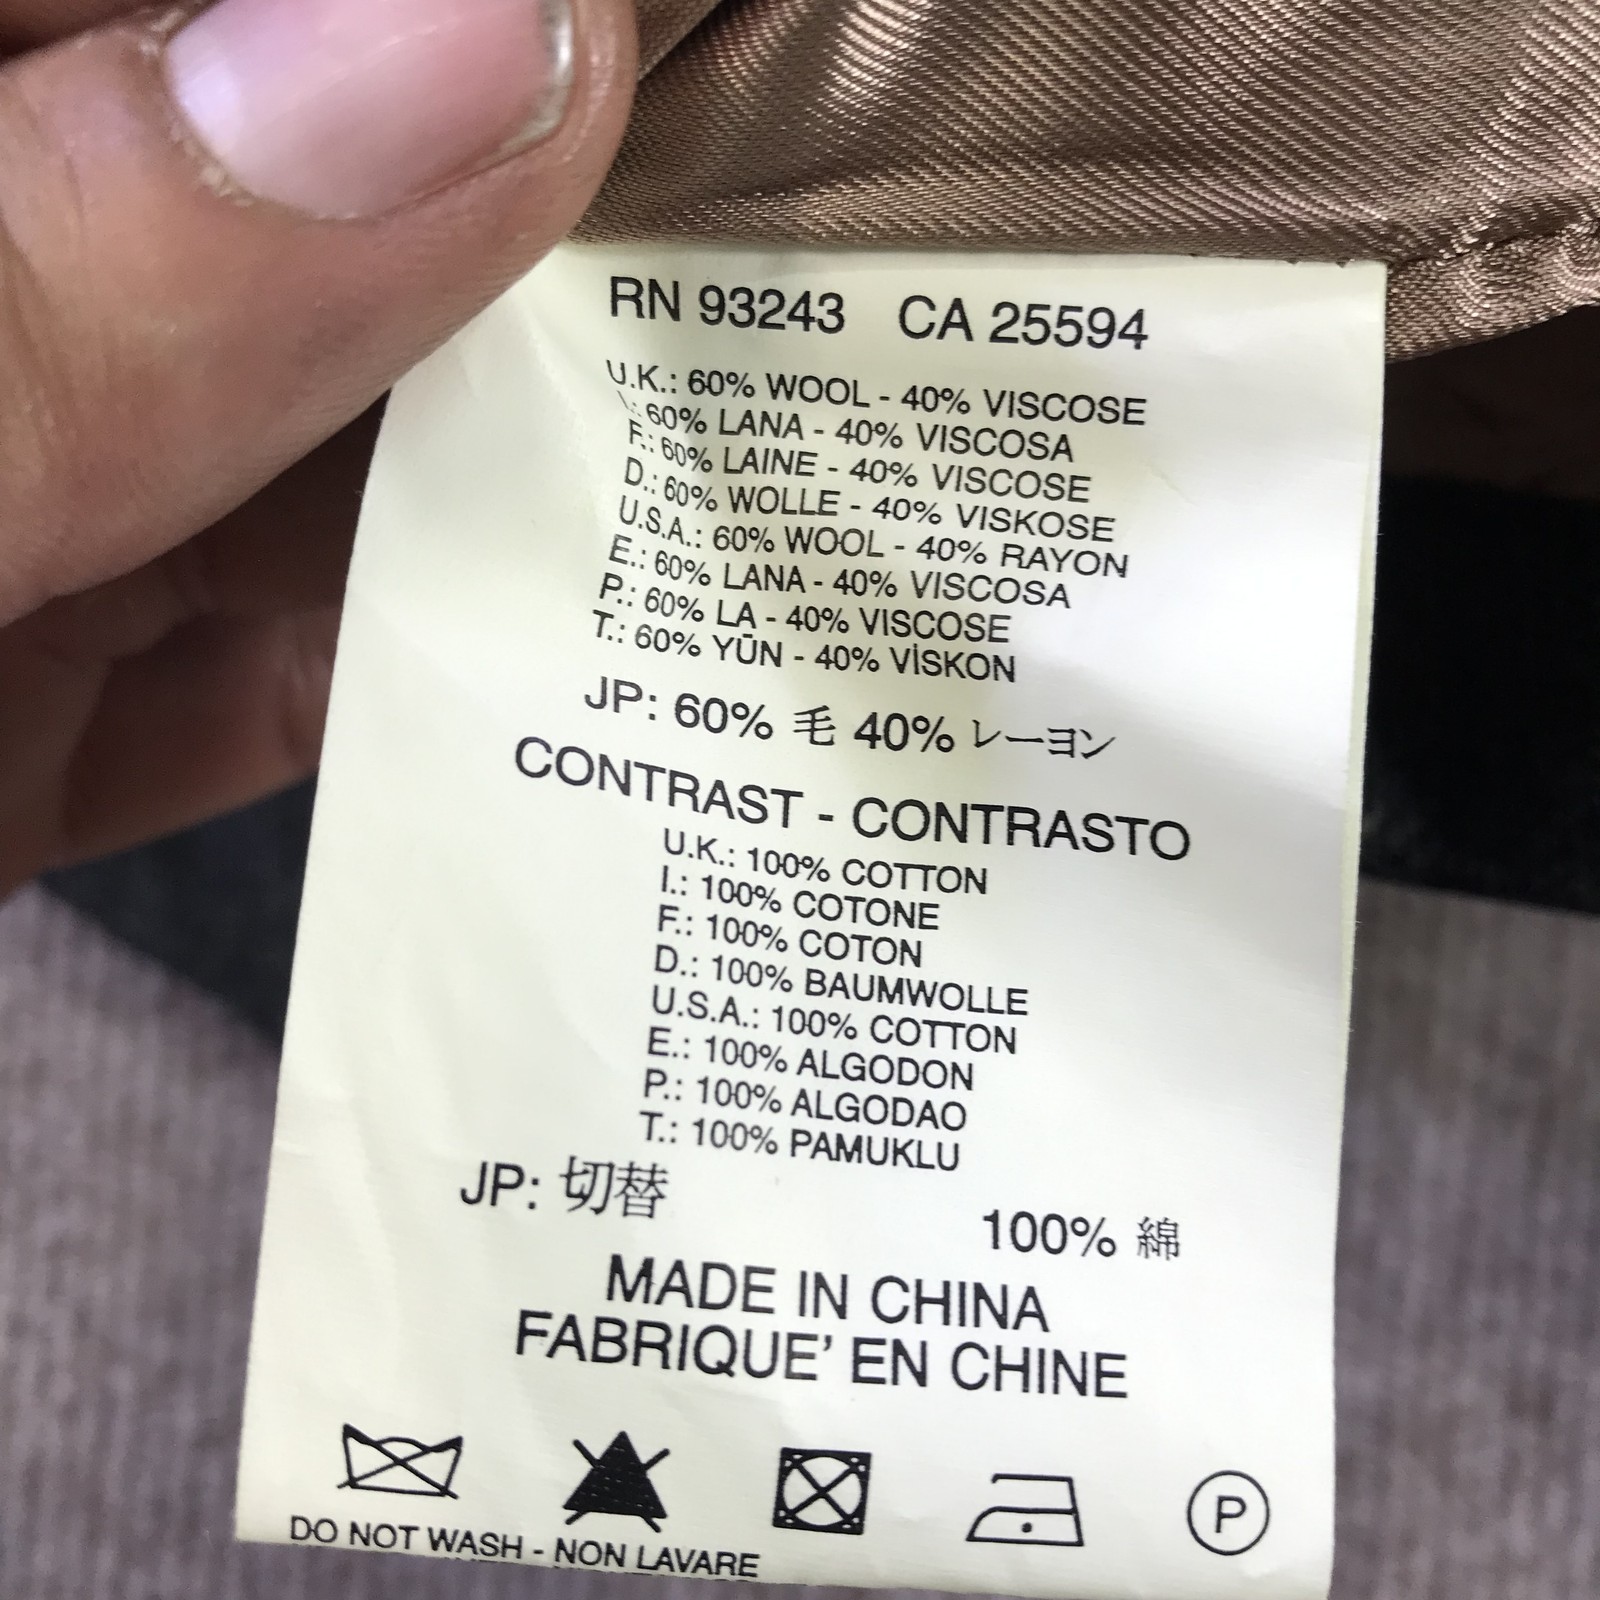 RN 93243 CA 25594
U.K.: 60% WOOL - 40% VISCOSE
I.: 60% LANA - 40% VISCOSA
F.: 60% LAINE - 40% VISCOSE
D.: 60% WOLLE - 40% VISKOSE
U.S.A.: 60% WOOL - 40% RAYON
E.: 60% LANA - 40% VISCOSA
P.: 60% LA - 40% VISCOSE
T.: 60% YŪN - 40% VİSKON
JP: 60% 毛 40% レーヨン
CONTRAST - CONTRASTO
U.K.: 100% COTTON
I.: 100% COTONE
F.: 100% COTON
D.: 100% BAUMWOLLE
U.S.A.: 100% COTTON
E.: 100% ALGODON
P.: 100% ALGODAO
T.: 100% PAMUKLU
JP: 切替 100% 綿
MADE IN CHINA
FABRIQUE' EN CHINE
P
DO NOT WASH - NON LAVARE